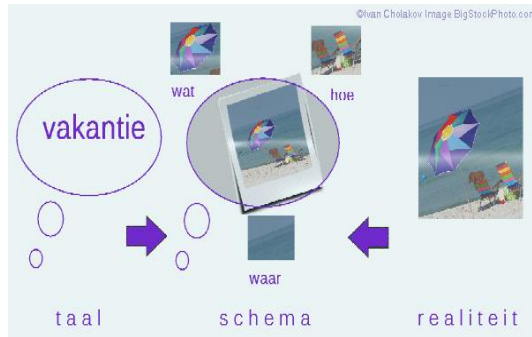 ©Ivan Cholakov Image BigStockPhoto.com
wat
hoe
vakantie
waar
taal
schema
realiteit